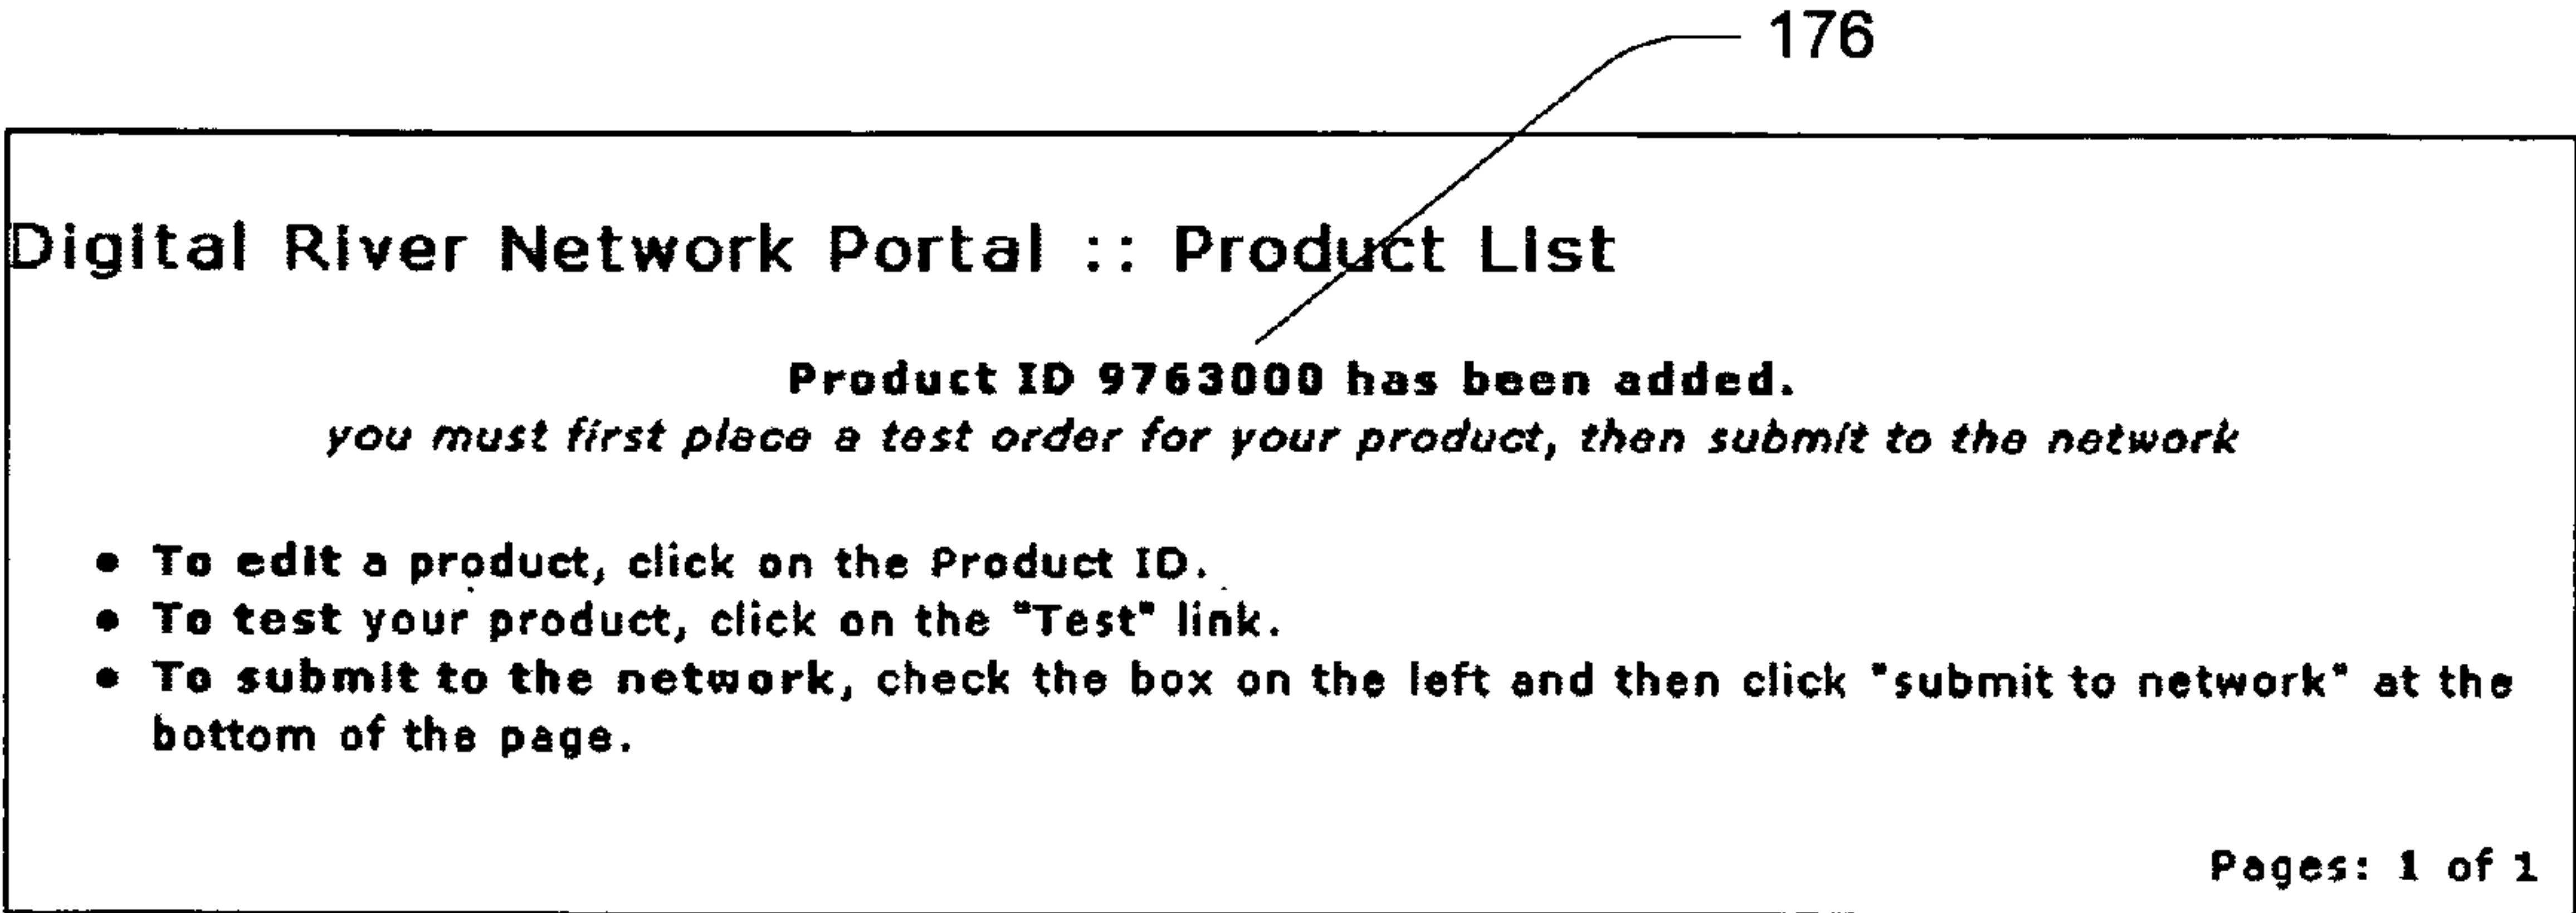 176
Digital River Network Portal :: Product List
Product ID 9763000 has been added.
you must first place a test order for your product, then submit to the network
• To edit a product, click on the Product ID.
• To test your product, click on the "Test" link.
• To submit to the network, check the box on the left and then click "submit to network" at the
bottom of the page.
Pages: 1 of 1